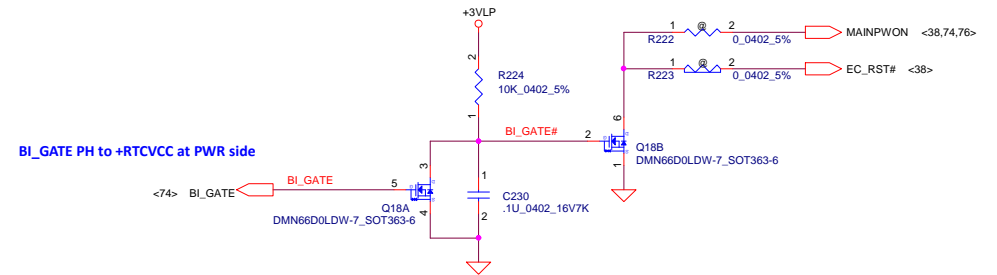 +3VLP
1 @ 2 MAINPWON <38,74,76>
R222 0_0402_5%
2
R224
10K_0402_5%
1
1 @ 2 EC_RST# <38>
R223 0_0402_5%
BI_GATE#
2
6
1
Q18B
DMN66D0LDW-7_SOT363-6
BI_GATE PH to +RTCVCC at PWR side
<74> BI_GATE
BI_GATE
5
3
4
Q18A
DMN66D0LDW-7_SOT363-6
1
C230
.1U_0402_16V7K
2